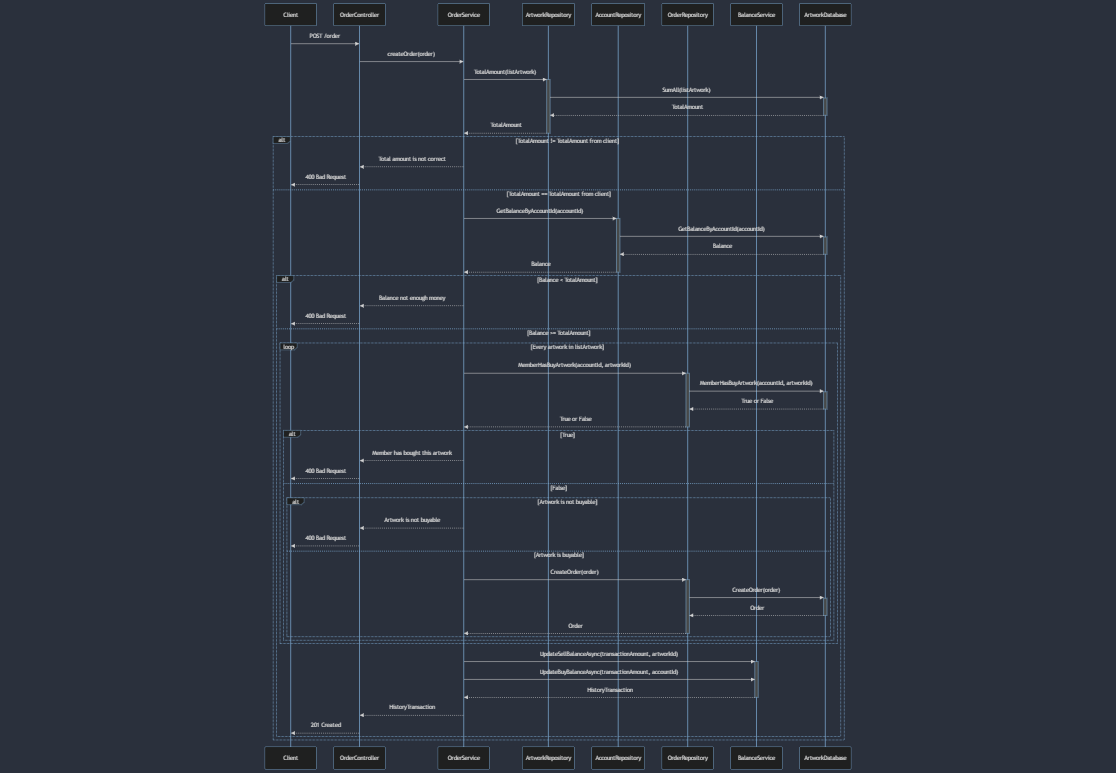 Client OrderController OrderService ArtworkRepository AccountRepository OrderRepository BalanceService ArtworkDatabase
POST /order
createOrder(order)
TotalAmount(listArtwork)
SumAll(listArtwork)
TotalAmount
TotalAmount
alt [TotalAmount != TotalAmount from client]
Total amount is not correct
400 Bad Request
[TotalAmount == TotalAmount from client]
GetBalanceByAccountId(accountId)
GetBalanceByAccountId(accountId)
Balance
Balance
alt [Balance < TotalAmount]
Balance not enough money
400 Bad Request
[Balance >= TotalAmount]
loop [Every artwork in listArtwork]
MemberHasBuyArtwork(accountId, artworkId)
MemberHasBuyArtwork(accountId, artworkId)
True or False
True or False
alt [True]
Member has bought this artwork
400 Bad Request
[False]
alt [Artwork is not buyable]
Artwork is not buyable
400 Bad Request
[Artwork is buyable]
CreateOrder(order)
CreateOrder(order)
Order
Order
UpdateSellBalanceAsync(transactionAmount, artworkId)
UpdateBuyBalanceAsync(transactionAmount, accountId)
HistoryTransaction
HistoryTransaction
201 Created
Client OrderController OrderService ArtworkRepository AccountRepository OrderRepository BalanceService ArtworkDatabase